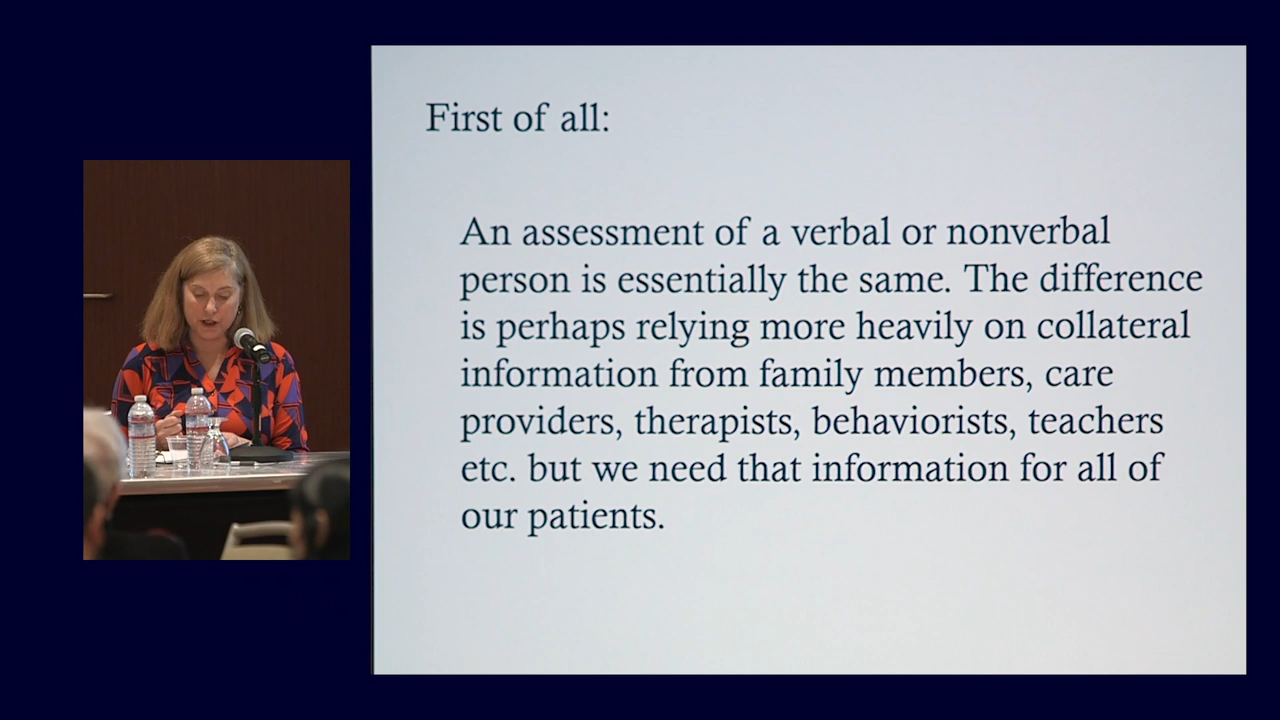 First of all:
An assessment of a verbal or nonverbal
person is essentially the same. The difference
is perhaps relying more heavily on collateral
information from family members, care
providers, therapists, behaviorists, teachers
etc. but we need that information for all of
our patients.